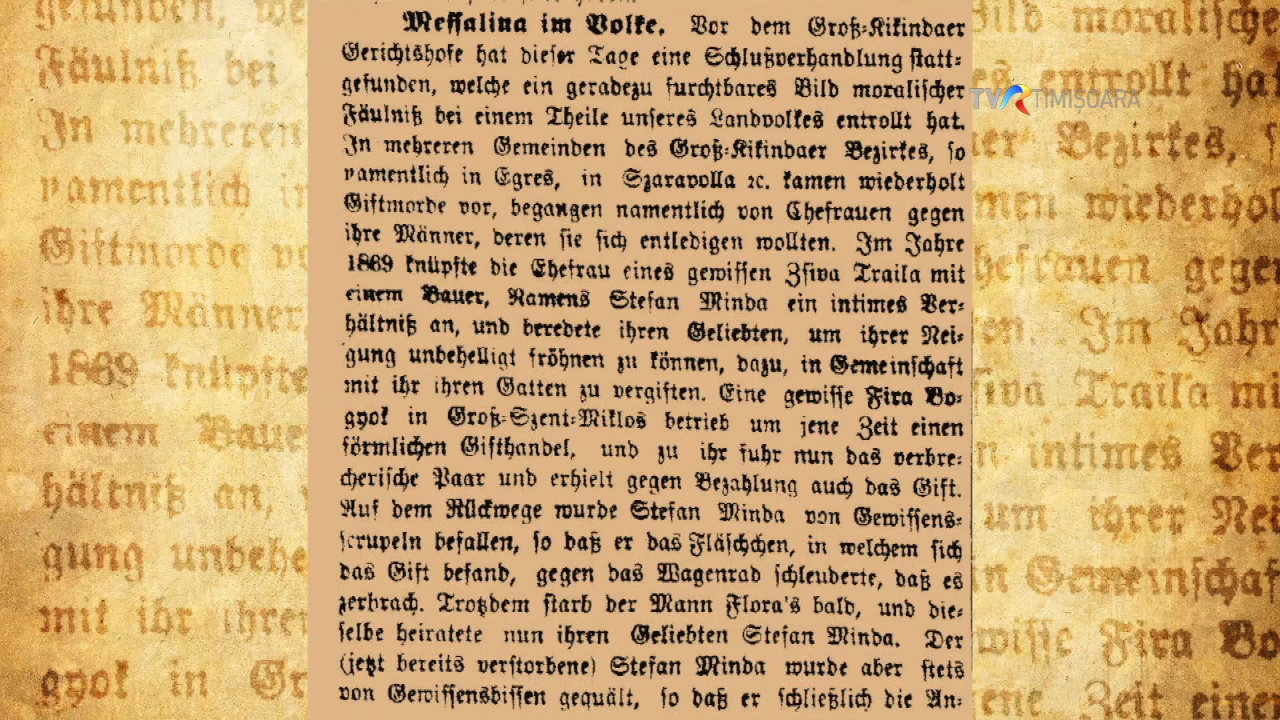 Messalina im Volke. Vor dem Groß-Kikindaer
Gerichtshofe hat dieser Tage eine Schlußverhandlung statt-
gefunden, welche ein geradezu furchtbares Bild moralischer
Fäulniß bei einem Theile unseres Landvolkes entrollt hat.
In mehreren Gemeinden des Groß-Kikindaer Bezirkes, so
namentlich in Egres, in Szaravolla ꝛc. kamen wiederholt
Giftmorde vor, begangen namentlich von Ehefrauen gegen
ihre Männer, deren sie sich entledigen wollten. Im Jahre
1869 knüpfte die Ehefrau eines gewissen Zsiva Traila mit
einem Bauer, Namens Stefan Minda ein intimes Ver-
hältniß an, und beredete ihren Geliebten, um ihrer Nei-
gung unbehelligt fröhnen zu können, dazu, in Gemeinschaft
mit ihr ihren Gatten zu vergiften. Eine gewisse Fira Bo-
gyok in Groß-Szent-Miklos betrieb um jene Zeit einen
förmlichen Gifthandel, und zu ihr fuhr nun das verbre-
cherische Paar und erhielt gegen Bezahlung auch das Gift.
Auf dem Rückwege wurde Stefan Minda von Gewissens-
scrupeln befallen, so daß er das Fläschchen, in welchem sich
das Gift befand, gegen das Wagenrad schleuderte, daß es
zerbrach. Trotzdem starb der Mann Flora's bald, und die-
selbe heiratete nun ihren Geliebten Stefan Minda. Der
(jetzt bereits verstorbene) Stefan Minda wurde aber stets
von Gewissensbissen gequält, so daß er schließlich die An-
TVR TIMIȘOARA